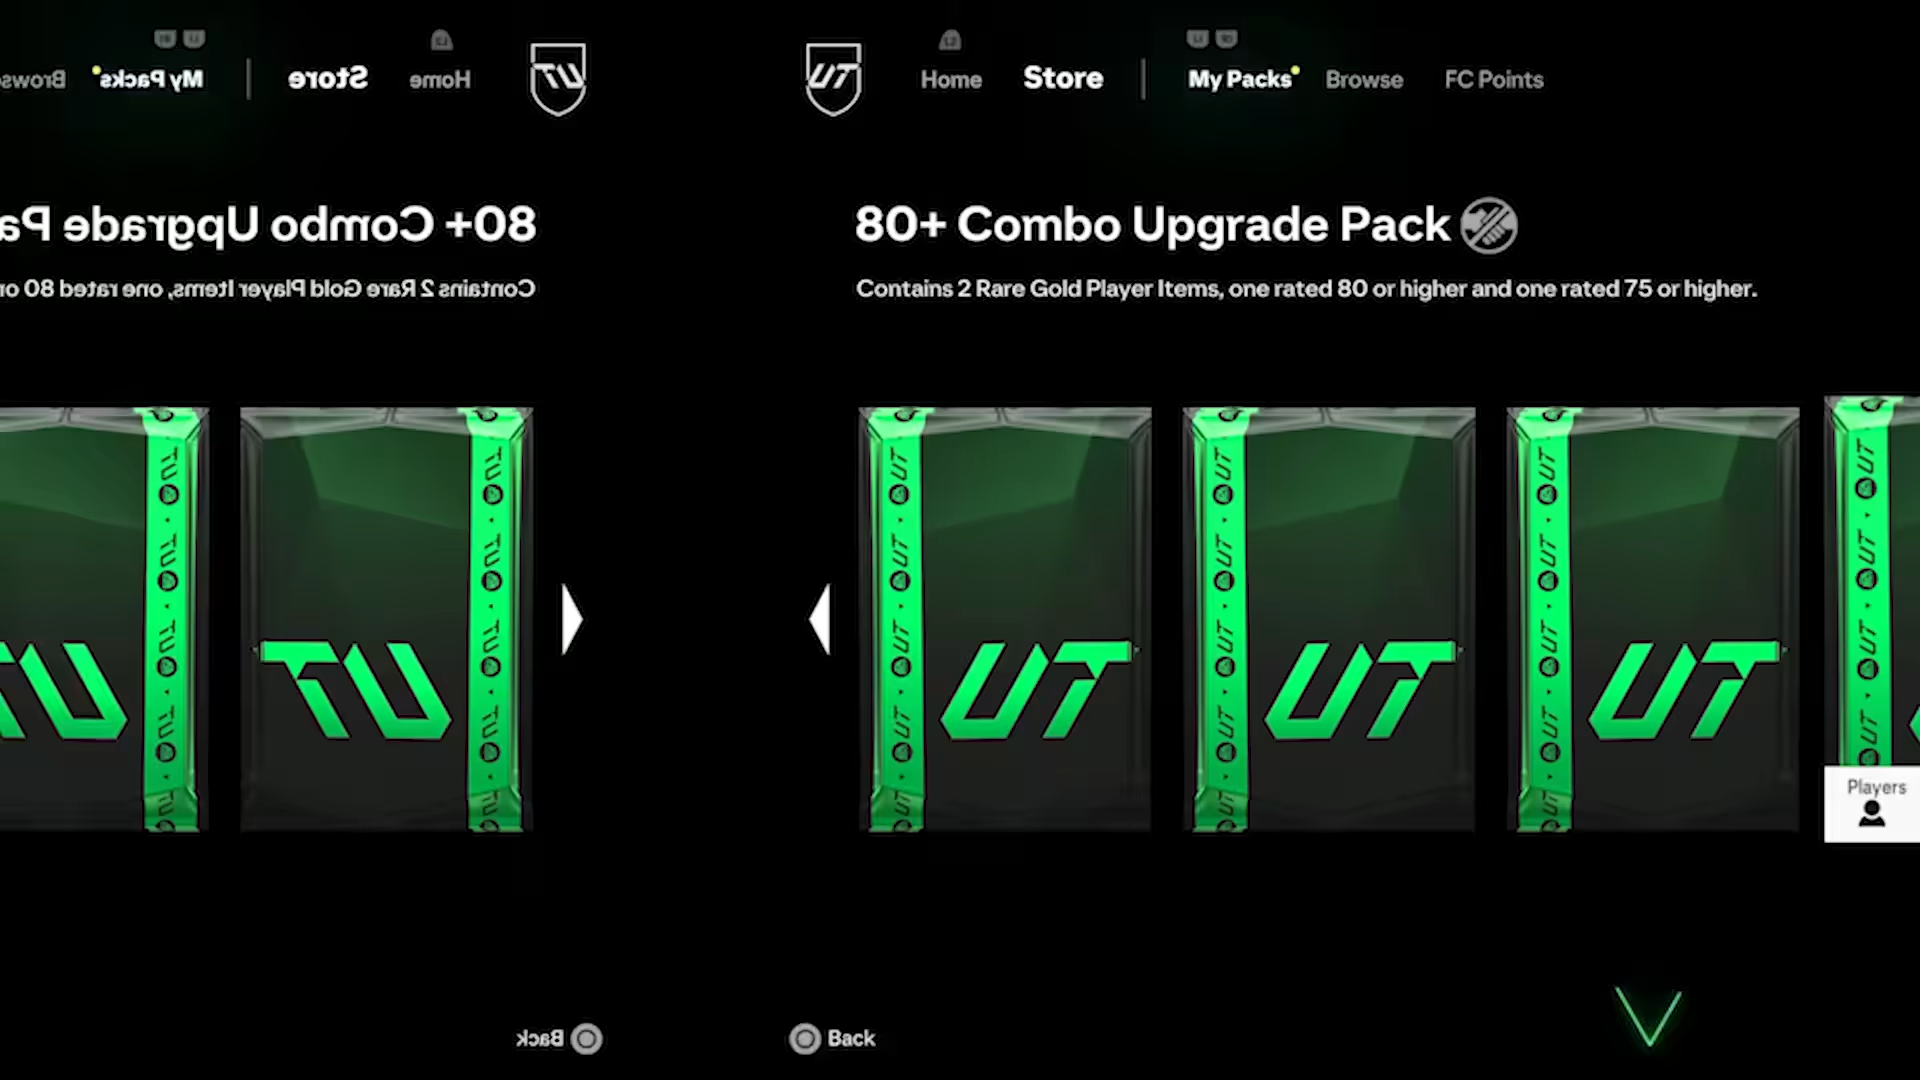 Home Store My Packs Browse FC Points
80+ Combo Upgrade Pack
Contains 2 Rare Gold Player Items, one rated 80 or higher and one rated 75 or higher.
UT UT UT
Players
Back